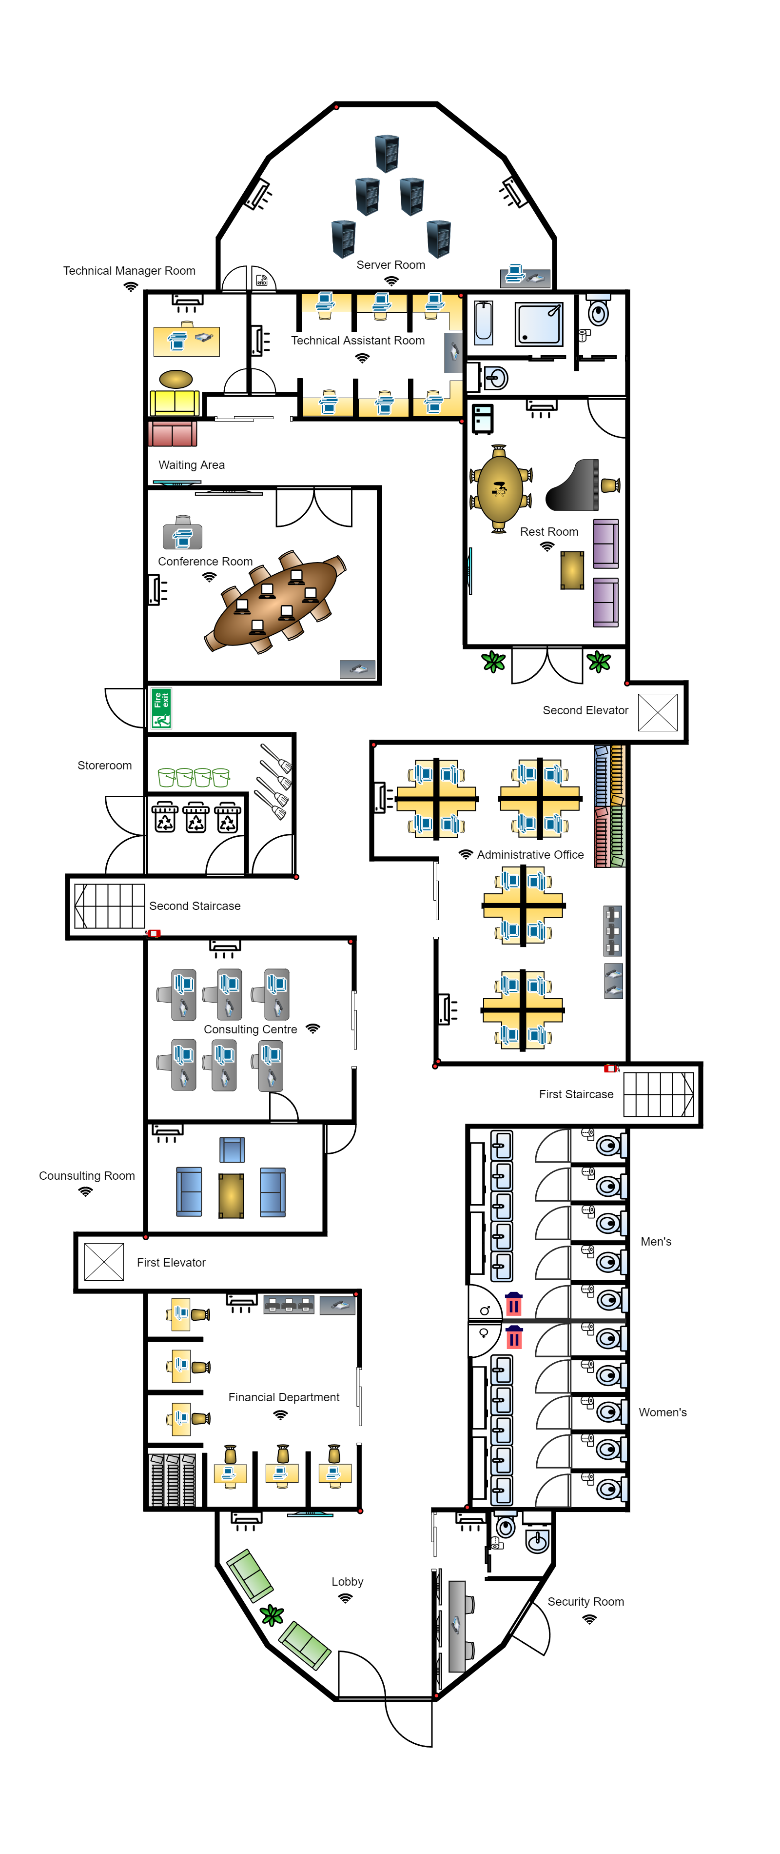 Server Room
Technical Manager Room
Technical Assistant Room
Waiting Area
Rest Room
Conference Room
Fire
exit
Second Elevator
Storeroom
Administrative Office
Second Staircase
Consulting Centre
First Staircase
Counsulting Room
Men's
First Elevator
Financial Department
Women's
Lobby
Security Room